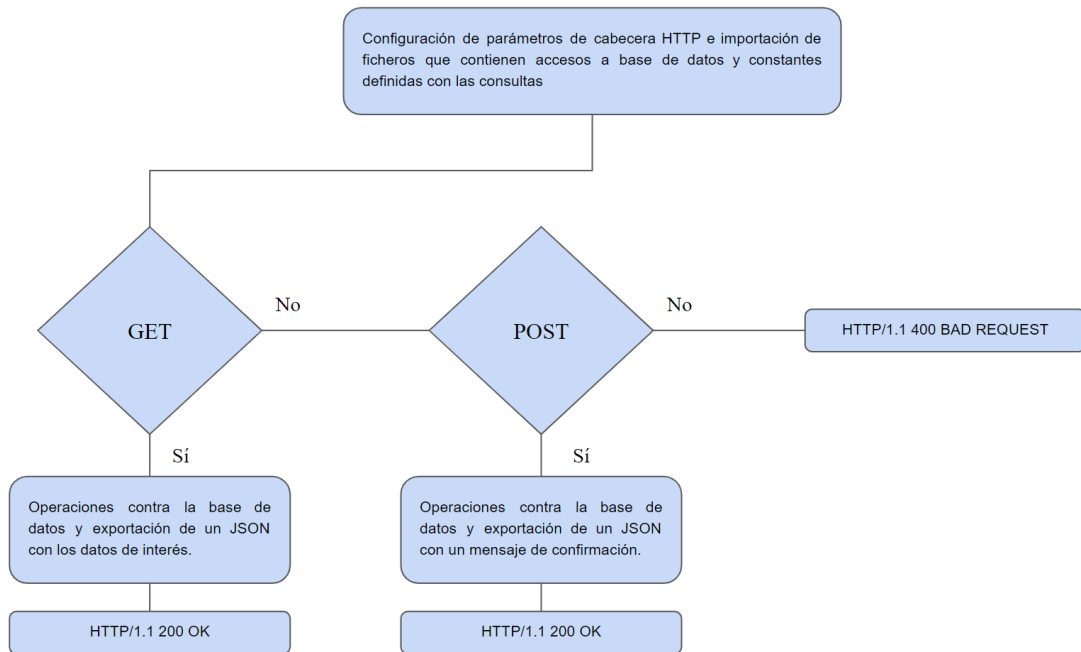 Configuración de parámetros de cabecera HTTP e importación de
ficheros que contienen accesos a base de datos y constantes
definidas con las consultas
GET
No
POST
No
HTTP/1.1 400 BAD REQUEST
Sí
Sí
Operaciones contra la base de
datos y exportación de un JSON
con los datos de interés.
Operaciones contra la base de
datos y exportación de un JSON
con un mensaje de confirmación.
HTTP/1.1 200 OK
HTTP/1.1 200 OK